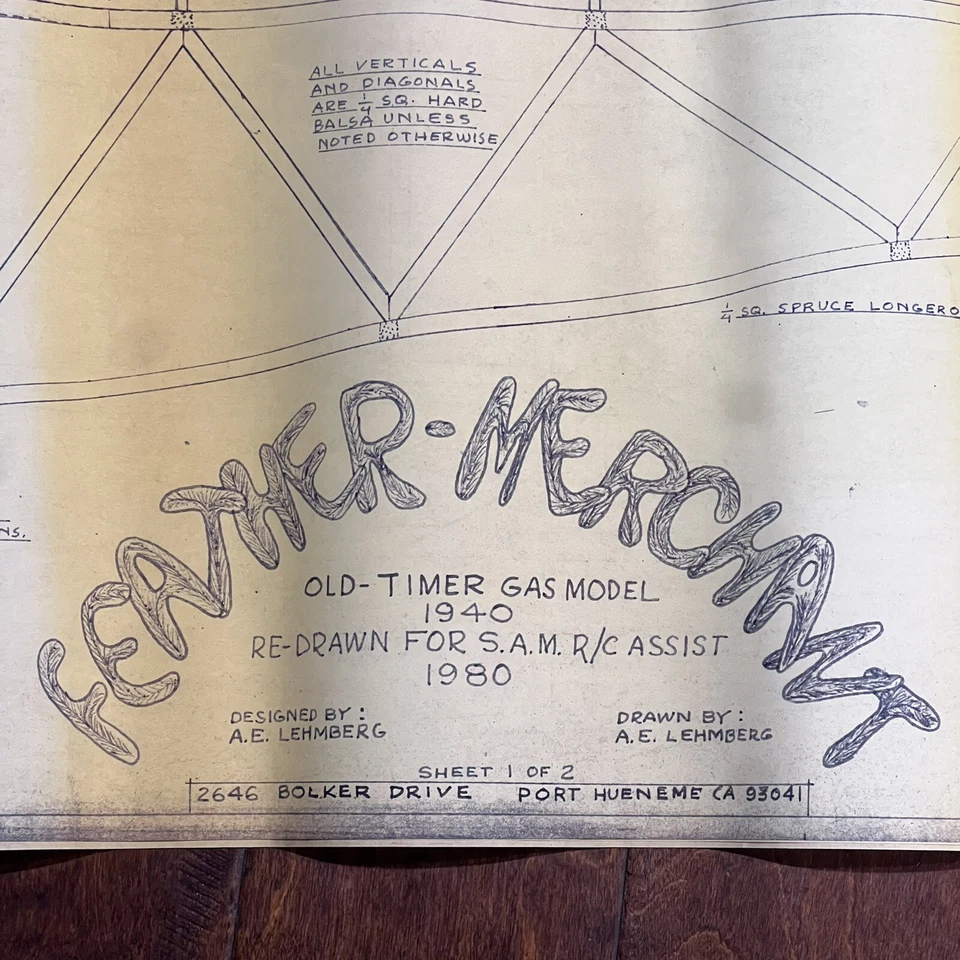 ALL VERTICALS
AND DIAGONALS
ARE 1/4 SQ. HARD
BALSA UNLESS
NOTED OTHERWISE
1/4 SQ. SPRUCE LONGERO
NS.
FEATHER-MERCHANT
OLD-TIMER GAS MODEL
1940
RE-DRAWN FOR S.A.M. R/C ASSIST
1980
DESIGNED BY :
A.E. LEHMBERG
DRAWN BY :
A.E. LEHMBERG
SHEET 1 OF 2
2646 BOLKER DRIVE PORT HUENEME CA 93041